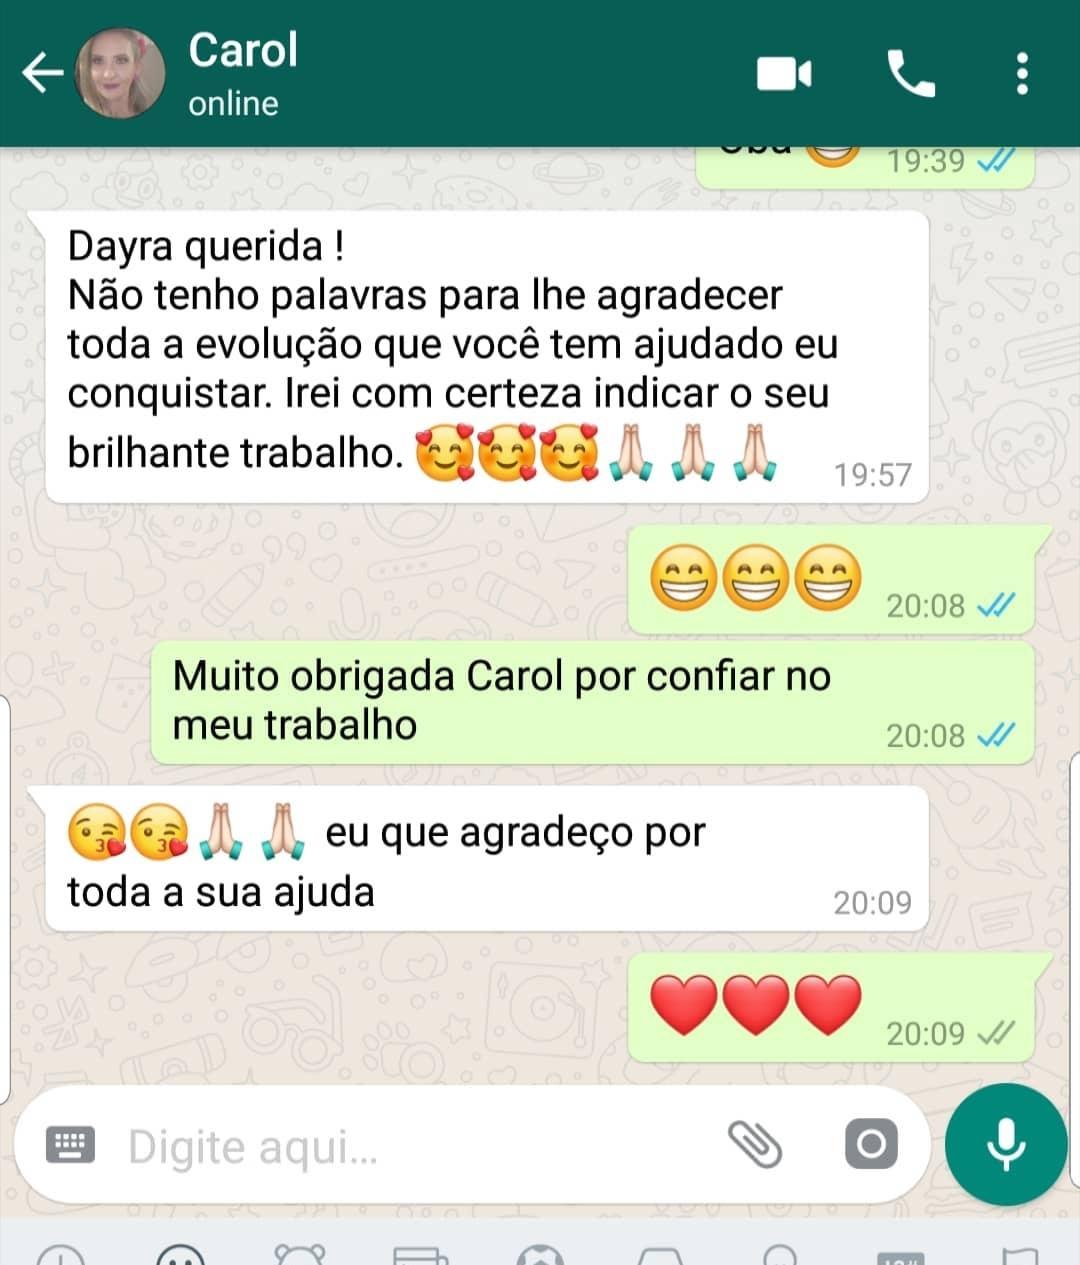 Carol
online
19:39
Dayra querida !
Não tenho palavras para lhe agradecer
toda a evolução que você tem ajudado eu
conquistar. Irei com certeza indicar o seu
brilhante trabalho. 🥰🥰🥰🙏🏻🙏🏻🙏🏻
19:57
😁😁😁 20:08
Muito obrigada Carol por confiar no
meu trabalho
20:08
😘😘🙏🏻🙏🏻 eu que agradeço por
toda a sua ajuda
20:09
❤️❤️❤️ 20:09
Digite aqui...